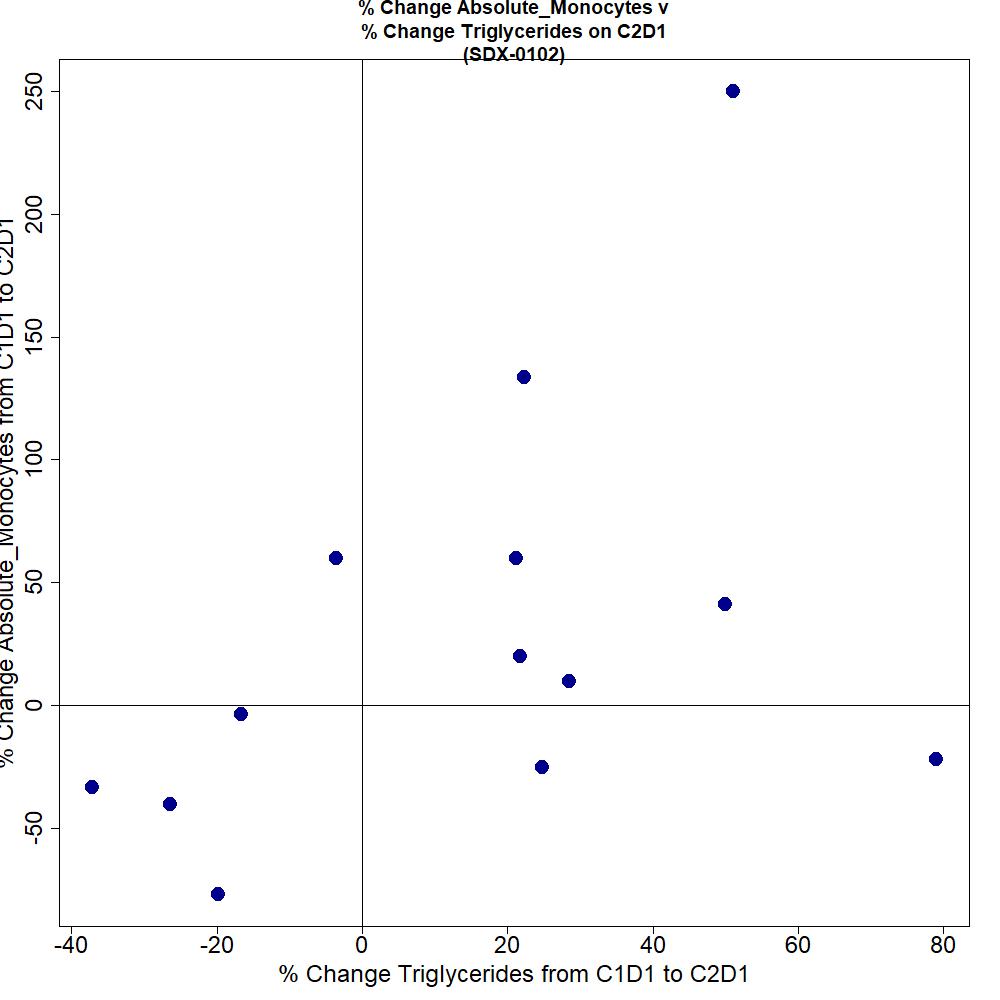 % Change Absolute_Monocytes v
% Change Triglycerides on C2D1
(SDX-0102)
% Change Absolute_Monocytes from C1D1 to C2D1
250
200
150
100
50
0
-50
-40
-20
0
20
40
60
80
% Change Triglycerides from C1D1 to C2D1